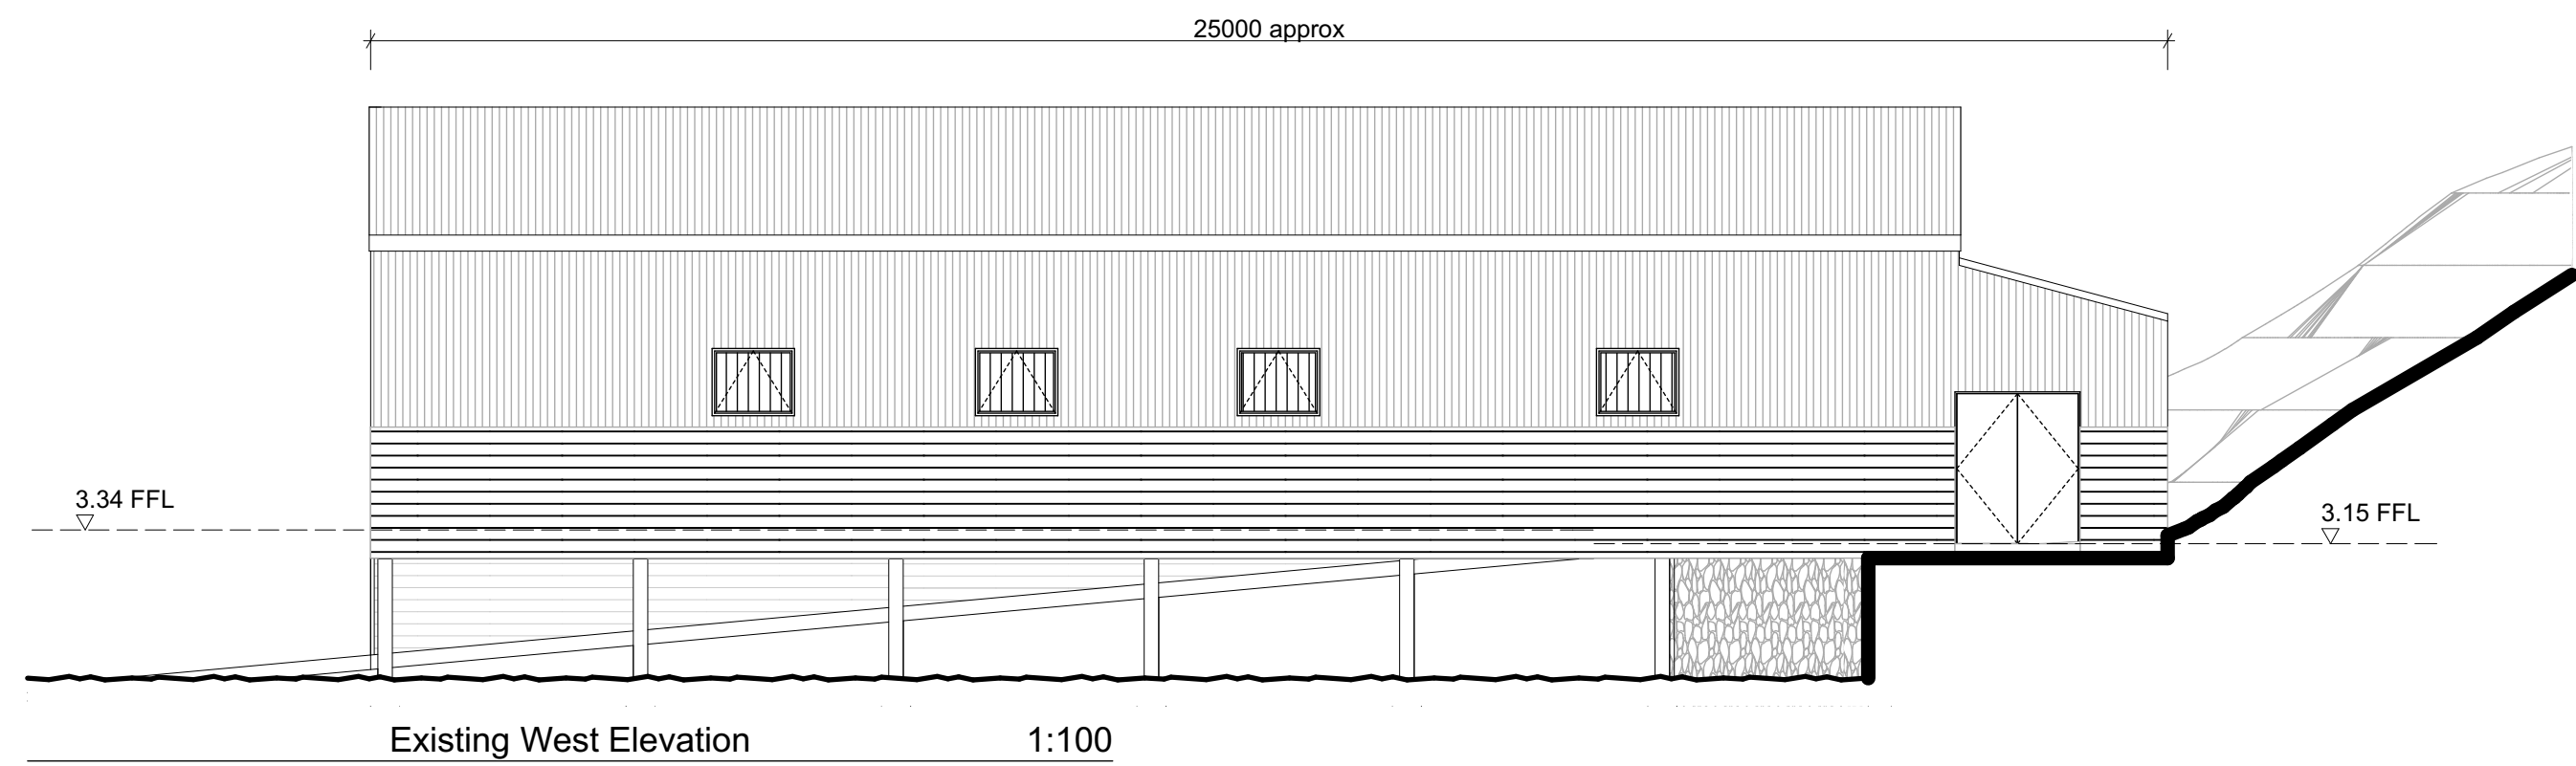 25000 approx
3.34 FFL
3.15 FFL
Existing West Elevation 1:100